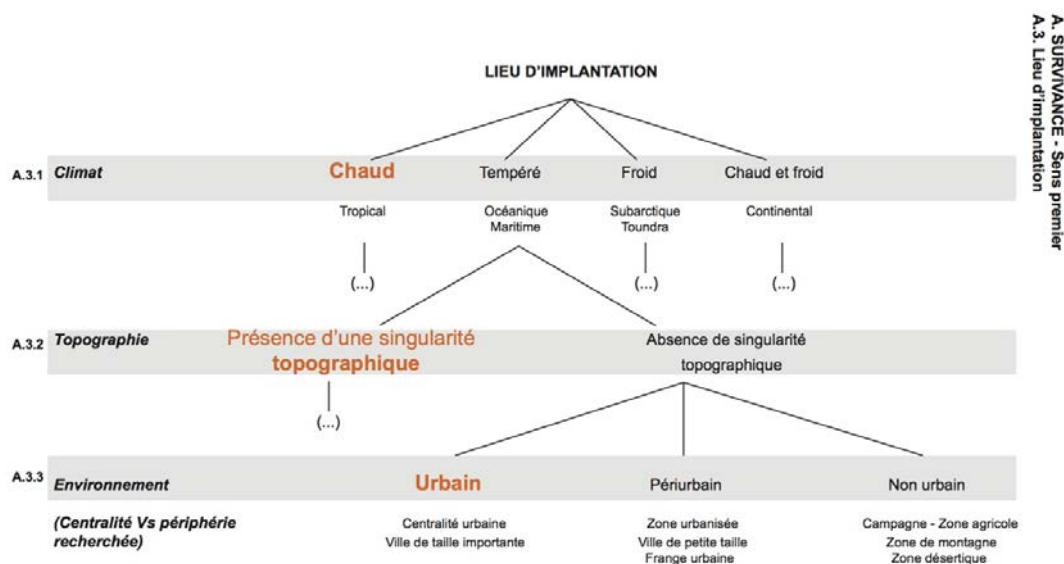 A. SURVIVANCE - Sens premier
A.3. Lieu d'implantation
LIEU D'IMPLANTATION
A.3.1 Climat Chaud Tempéré Froid Chaud et froid
Tropical Océanique Subarctique Continental
Maritime Toundra
(...) (...) (...)
A.3.2 Topographie Présence d'une singularité Absence de singularité
topographique topographique
(...)
A.3.3 Environnement Urbain Périurbain Non urbain
(Centralité Vs périphérie Centralité urbaine Zone urbanisée Campagne - Zone agricole
recherchée) Ville de taille importante Ville de petite taille Zone de montagne
Frange urbaine Zone désertique